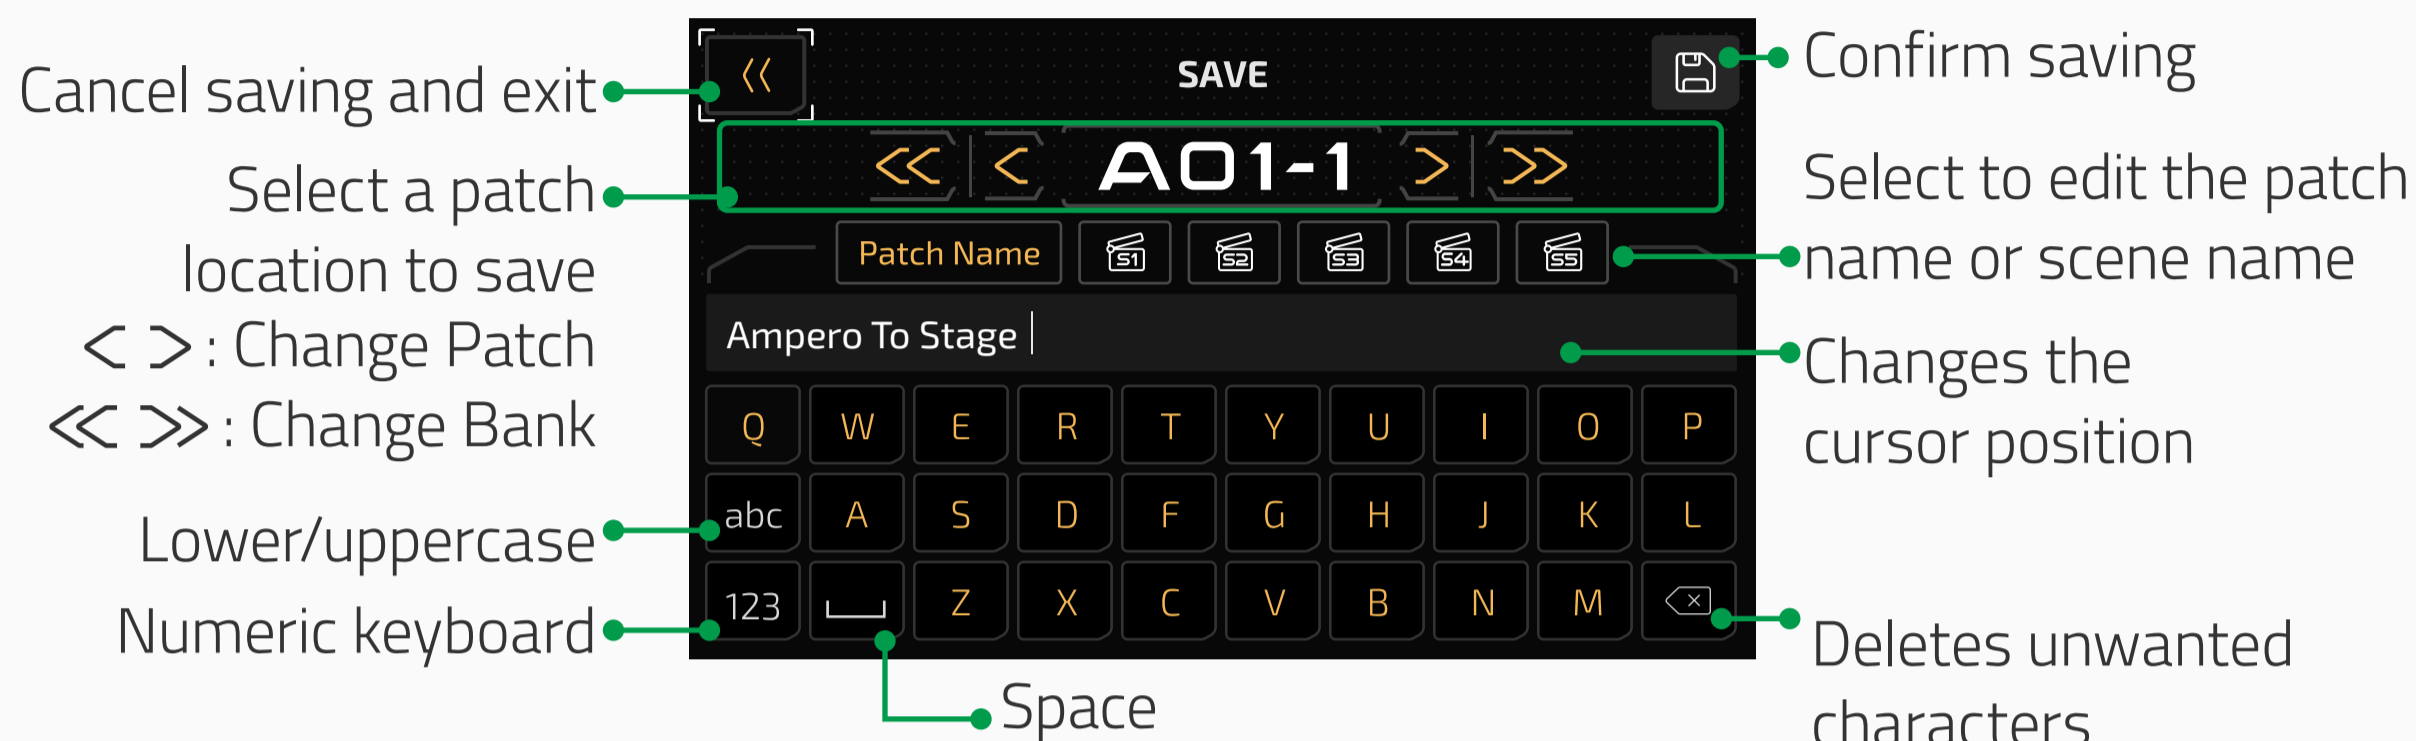 Cancel saving and exit
Select a patch
location to save
< > : Change Patch
<< >> : Change Bank
Lower/uppercase
Numeric keyboard
SAVE
<< < A01-1 > >>
Patch Name S1 S2 S3 S4 S5
Ampero To Stage
Q W E R T Y U I O P
abc A S D F G H J K L
123 Z X C V B N M
Space
Confirm saving
Select to edit the patch
name or scene name
Changes the
cursor position
Deletes unwanted
characters